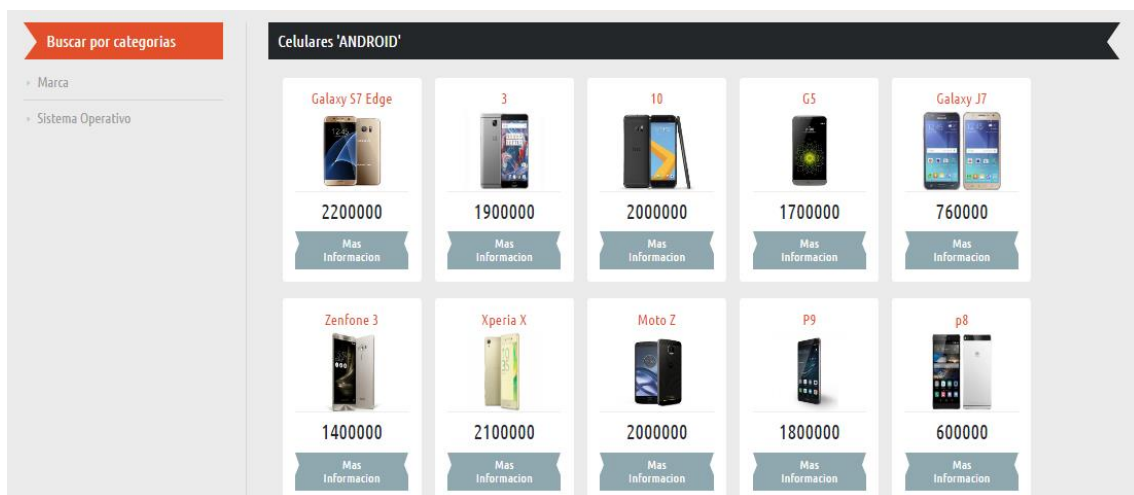 Buscar por categorias
Marca
Sistema Operativo
Celulares 'ANDROID'
Galaxy S7 Edge
3
10
G5
Galaxy J7
2200000
1900000
2000000
1700000
760000
Mas
Informacion
Mas
Informacion
Mas
Informacion
Mas
Informacion
Mas
Informacion
Zenfone 3
Xperia X
Moto Z
P9
p8
1400000
2100000
2000000
1800000
600000
Mas
Informacion
Mas
Informacion
Mas
Informacion
Mas
Informacion
Mas
Informacion